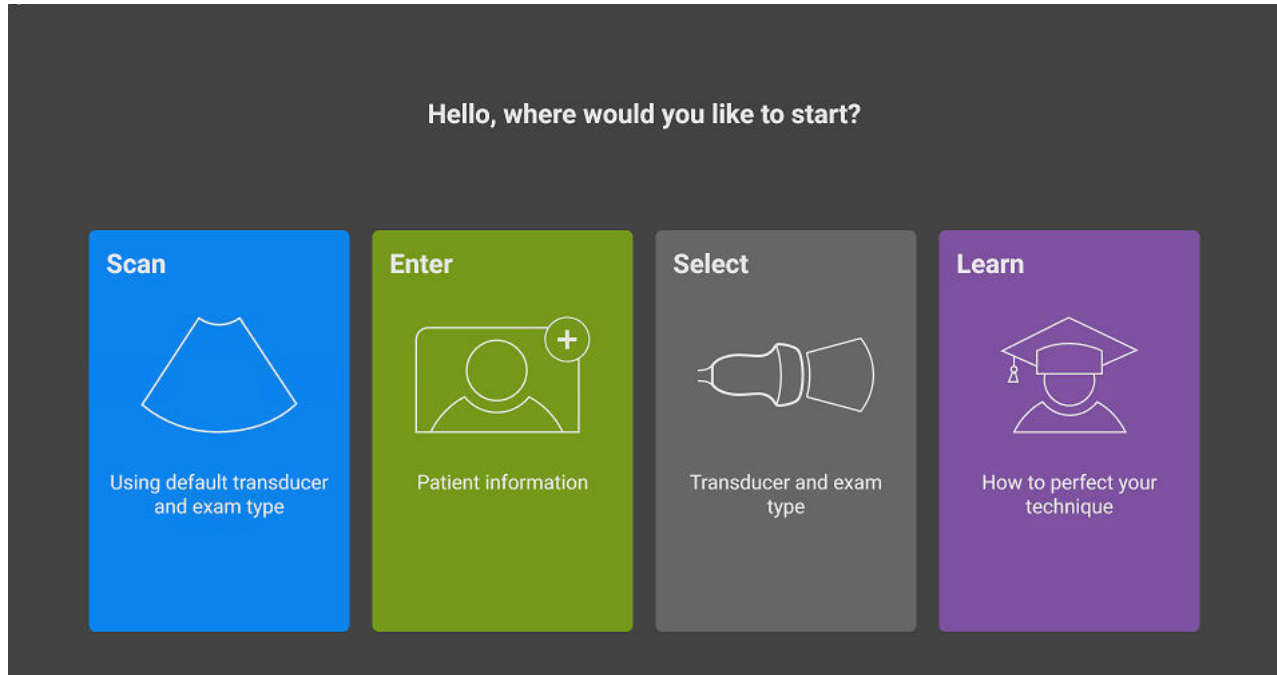 Hello, where would you like to start?
Scan
Using default transducer
and exam type
Enter
Patient information
Select
Transducer and exam
type
Learn
How to perfect your
technique